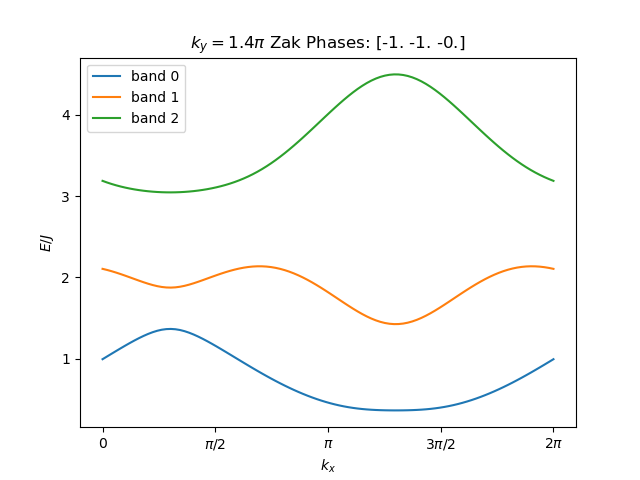 k_y = 1.4π Zak Phases: [-1. -1. -0.]
band 0
band 1
band 2
E/J
4
3
2
1
0
π/2
π
3π/2
2π
k_x